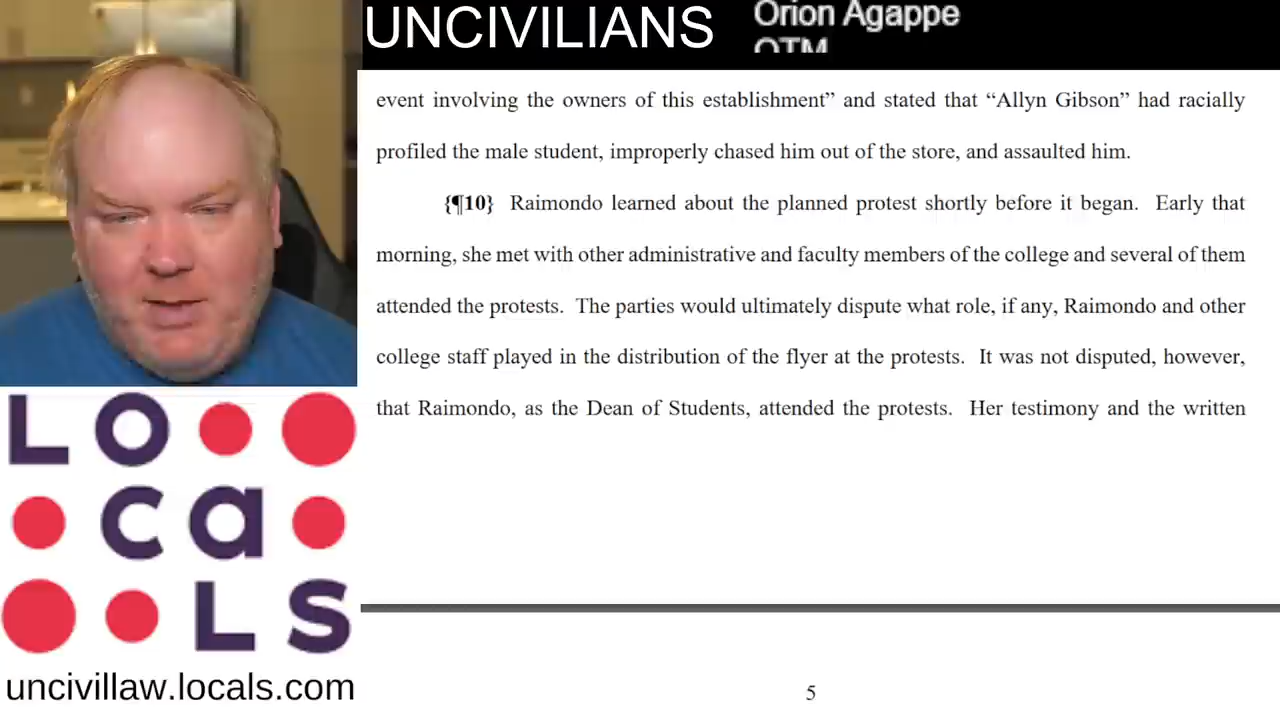 UNCIVILIANS
Orion Agappe
OTM
event involving the owners of this establishment” and stated that “Allyn Gibson” had racially
profiled the male student, improperly chased him out of the store, and assaulted him.
{¶10} Raimondo learned about the planned protest shortly before it began. Early that
morning, she met with other administrative and faculty members of the college and several of them
attended the protests. The parties would ultimately dispute what role, if any, Raimondo and other
college staff played in the distribution of the flyer at the protests. It was not disputed, however,
that Raimondo, as the Dean of Students, attended the protests. Her testimony and the written
5
LO
ca
LS
uncivillaw.locals.com